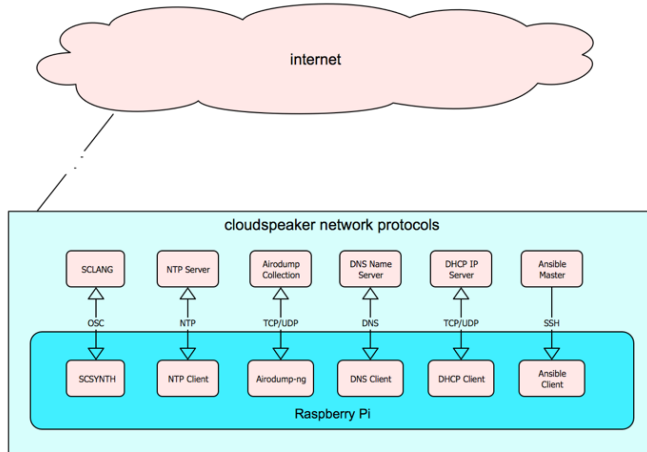 internet
cloudspeaker network protocols
SCLANG
NTP Server
Airodump
Collection
DNS Name
Server
DHCP IP
Server
Ansible
Master
OSC
NTP
TCP/UDP
DNS
TCP/UDP
SSH
SCSYNTH
NTP Client
Airodump-ng
DNS Client
DHCP Client
Ansible
Client
Raspberry Pi